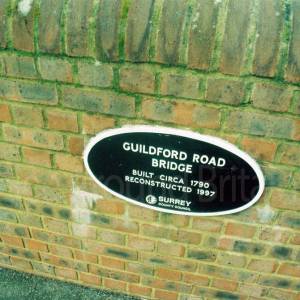 GUILDFORD ROAD
BRIDGE
BUILT CIRCA 1790
RECONSTRUCTED 1997
SURREY
COUNTY COUNCIL